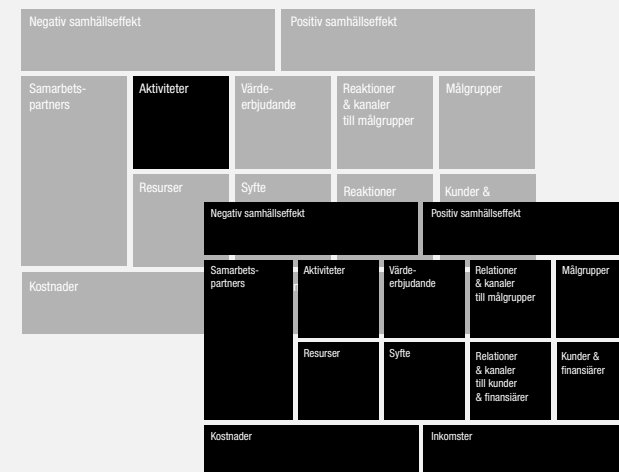 Negativ samhällseffekt
Positiv samhällseffekt
Samarbets-
partners
Aktiviteter
Värde-
erbjudande
Reaktioner
& kanaler
till målgrupper
Målgrupper
Resurser
Syfte
Reaktioner
Kunder &
Kostnader
Negativ samhällseffekt
Positiv samhällseffekt
Samarbets-
partners
Aktiviteter
Värde-
erbjudande
Relationer
& kanaler
till målgrupper
Målgrupper
Resurser
Syfte
Relationer
& kanaler
till kunder
& finansiärer
Kunder &
finansiärer
Kostnader
Inkomster